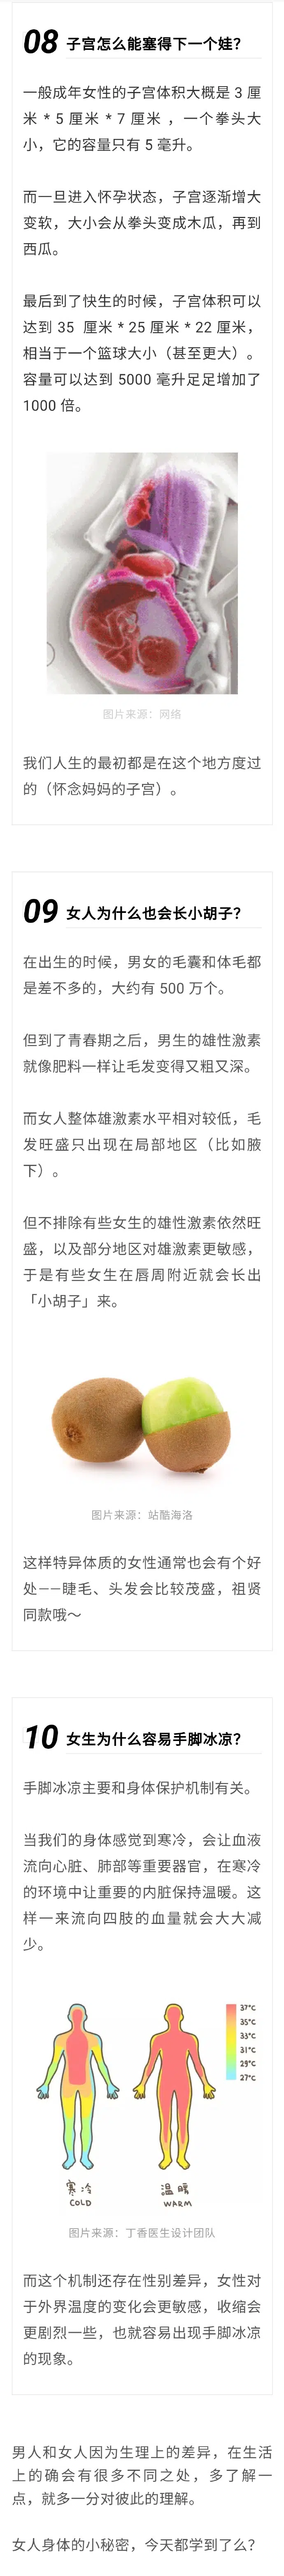 08 子宫怎么能塞得下一个娃？
一般成年女性的子宫体积大概是 3 厘
米 * 5 厘米 * 7 厘米 ，一个拳头大
小，它的容量只有 5 毫升。
而一旦进入怀孕状态，子宫逐渐增大
变软，大小会从拳头变成木瓜，再到
西瓜。
最后到了快生的时候，子宫体积可以
达到 35 厘米 * 25 厘米 * 22 厘米，
相当于一个篮球大小（甚至更大）。
容量可以达到 5000 毫升足足增加了
1000 倍。
图片来源：网络
我们人生的最初都是在这个地方度过
的（怀念妈妈的子宫）。
09 女人为什么也会长小胡子？
在出生的时候，男女的毛囊和体毛都
是差不多的，大约有 500 万个。
但到了青春期之后，男生的雄性激素
就像肥料一样让毛发变得又粗又深。
而女人整体雄激素水平相对较低，毛
发旺盛只出现在局部地区（比如腋
下）。
但不排除有些女生的雄性激素依然旺
盛，以及部分地区对雄激素更敏感，
于是有些女生在唇周附近就会长出
「小胡子」来。
图片来源：站酷海洛
这样特异体质的女性通常也会有个好
处——睫毛、头发会比较茂盛，祖贤
同款哦～
10 女生为什么容易手脚冰凉？
手脚冰凉主要和身体保护机制有关。
当我们的身体感觉到寒冷，会让血液
流向心脏、肺部等重要器官，在寒冷
的环境中让重要的内脏保持温暖。这
样一来流向四肢的血量就会大大减
少。
37℃
35℃
33℃
31℃
29℃
27℃
寒冷 温暖
COLD WARM
图片来源：丁香医生设计团队
而这个机制还存在性别差异，女性对
于外界温度的变化会更敏感，收缩会
更剧烈一些，也就容易出现手脚冰凉
的现象。
男人和女人因为生理上的差异，在生活
上的确会有很多不同之处，多了解一
点，就多一分对彼此的理解。
女人身体的小秘密，今天都学到了么？